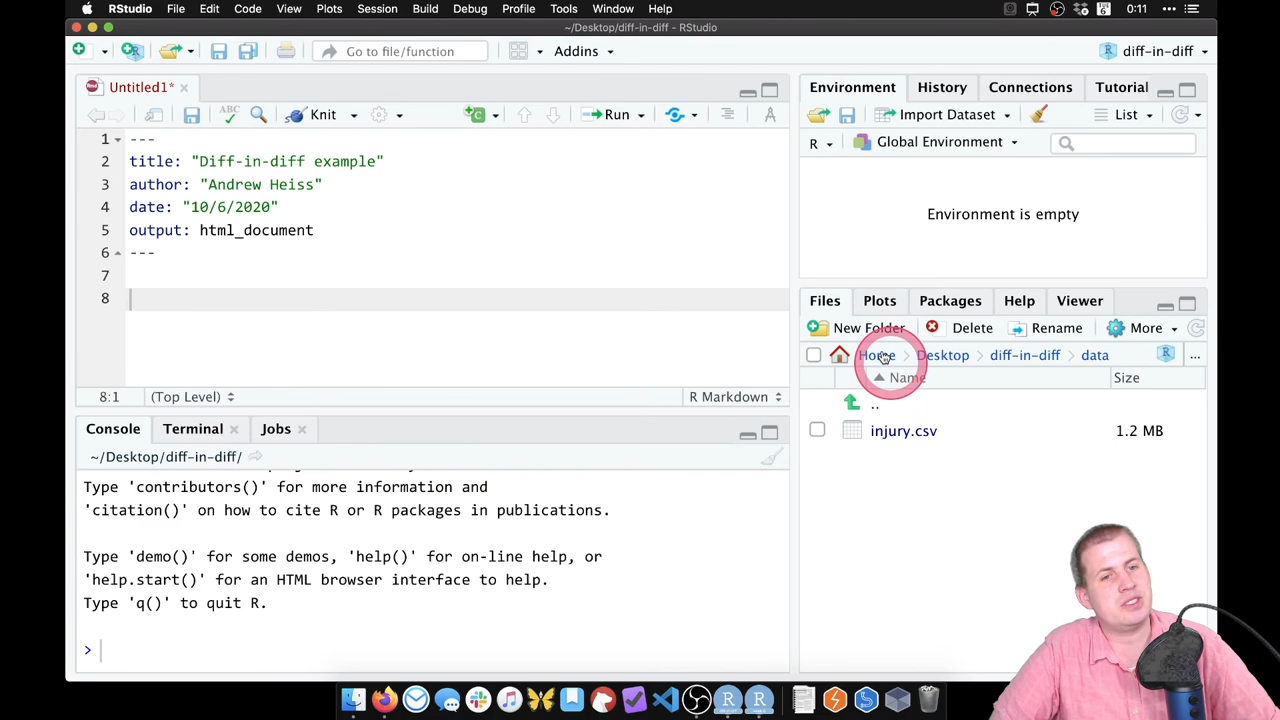 RStudio File Edit Code View Plots Session Build Debug Profile Tools Window Help TUE 6 0:11
~/Desktop/diff-in-diff - RStudio
Go to file/function Addins diff-in-diff
Untitled1*
ABC Knit Run
1 ---
2 title: "Diff-in-diff example"
3 author: "Andrew Heiss"
4 date: "10/6/2020"
5 output: html_document
6 ---
7
8
8:1 (Top Level) R Markdown
Console Terminal Jobs
~/Desktop/diff-in-diff/
Type 'contributors()' for more information and
'citation()' on how to cite R or R packages in publications.
Type 'demo()' for some demos, 'help()' for on-line help, or
'help.start()' for an HTML browser interface to help.
Type 'q()' to quit R.
>
Environment History Connections Tutorial
Import Dataset List
R Global Environment
Environment is empty
Files Plots Packages Help Viewer
New Folder Delete Rename More
Home Desktop diff-in-diff data ...
Name Size
..
injury.csv 1.2 MB